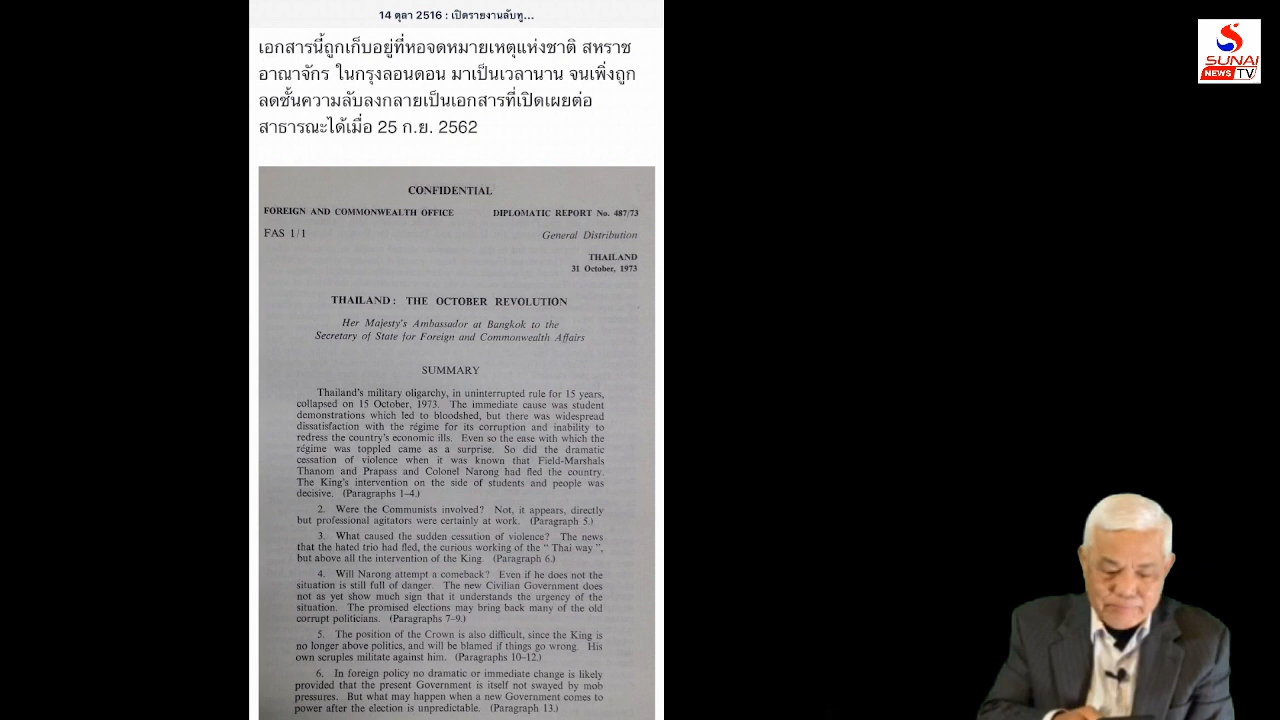 14 ตุลา 2516 : เปิดรายงานลับทู...
เอกสารนี้ถูกเก็บอยู่ที่หอจดหมายเหตุแห่งชาติ สหราช
อาณาจักร ในกรุงลอนดอน มาเป็นเวลานาน จนเพิ่งถูก
ลดชั้นความลับลงกลายเป็นเอกสารที่เปิดเผยต่อ
สาธารณะได้เมื่อ 25 ก.ย. 2562
SUNAI
NEWS TV
CONFIDENTIAL
FOREIGN AND COMMONWEALTH OFFICE DIPLOMATIC REPORT No. 487/73
FAS 1/1 General Distribution
THAILAND
31 October, 1973
THAILAND: THE OCTOBER REVOLUTION
Her Majesty's Ambassador at Bangkok to the
Secretary of State for Foreign and Commonwealth Affairs
SUMMARY
Thailand's military oligarchy, in uninterrupted rule for 15 years,
collapsed on 15 October, 1973. The immediate cause was student
demonstrations which led to bloodshed, but there was widespread
dissatisfaction with the régime for its corruption and inability to
redress the country's economic ills. Even so the ease with which the
régime was toppled came as a surprise. So did the dramatic
cessation of violence when it was known that Field-Marshals
Thanom and Prapass and Colonel Narong had fled the country.
The King's intervention on the side of students and people was
decisive. (Paragraphs 1–4.)
2. Were the Communists involved? Not, it appears, directly
but professional agitators were certainly at work. (Paragraph 5.)
3. What caused the sudden cessation of violence? The news
that the hated trio had fled, the curious working of the "Thai way",
but above all the intervention of the King. (Paragraph 6.)
4. Will Narong attempt a comeback? Even if he does not the
situation is still full of danger. The new Civilian Government does
not as yet show much sign that it understands the urgency of the
situation. The promised elections may bring back many of the old
corrupt politicians. (Paragraphs 7–9.)
5. The position of the Crown is also difficult, since the King is
no longer above politics, and will be blamed if things go wrong. His
own scruples militate against him. (Paragraphs 10–12.)
6. In foreign policy no dramatic or immediate change is likely
provided that the present Government is itself not swayed by mob
pressures. But what may happen when a new Government comes to
power after the election is unpredictable. (Paragraph 13.)